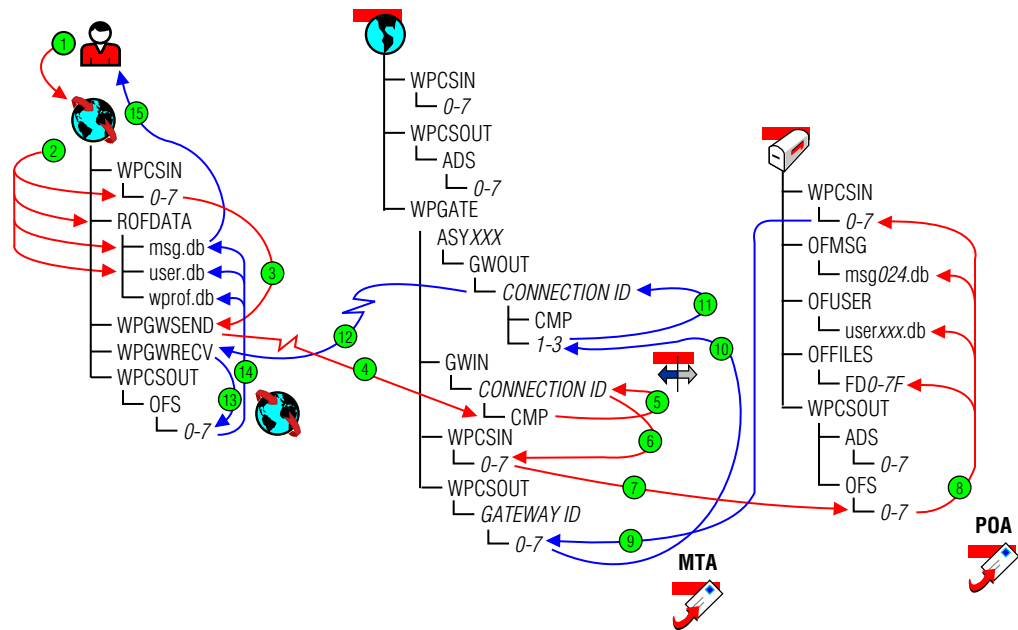 1
15
2
WPCSIN
0-7
ROFDATA
msg.db
user.db
wprof.db
3
WPGWSEND
WPGWRECV
WPCSOUT
OFS
0-7
13
14
12
4
WPCSIN
0-7
WPCSOUT
ADS
0-7
WPGATE
ASYXXX
GWOUT
CONNECTION ID
CMP
1-3
11
10
GWIN
CONNECTION ID
CMP
5
6
WPCSIN
0-7
7
WPCSOUT
GATEWAY ID
0-7
9
MTA
WPCSIN
0-7
OFMSG
msg024.db
OFUSER
userxxx.db
OFFILES
FD0-7F
WPCSOUT
ADS
0-7
OFS
0-7
8
POA